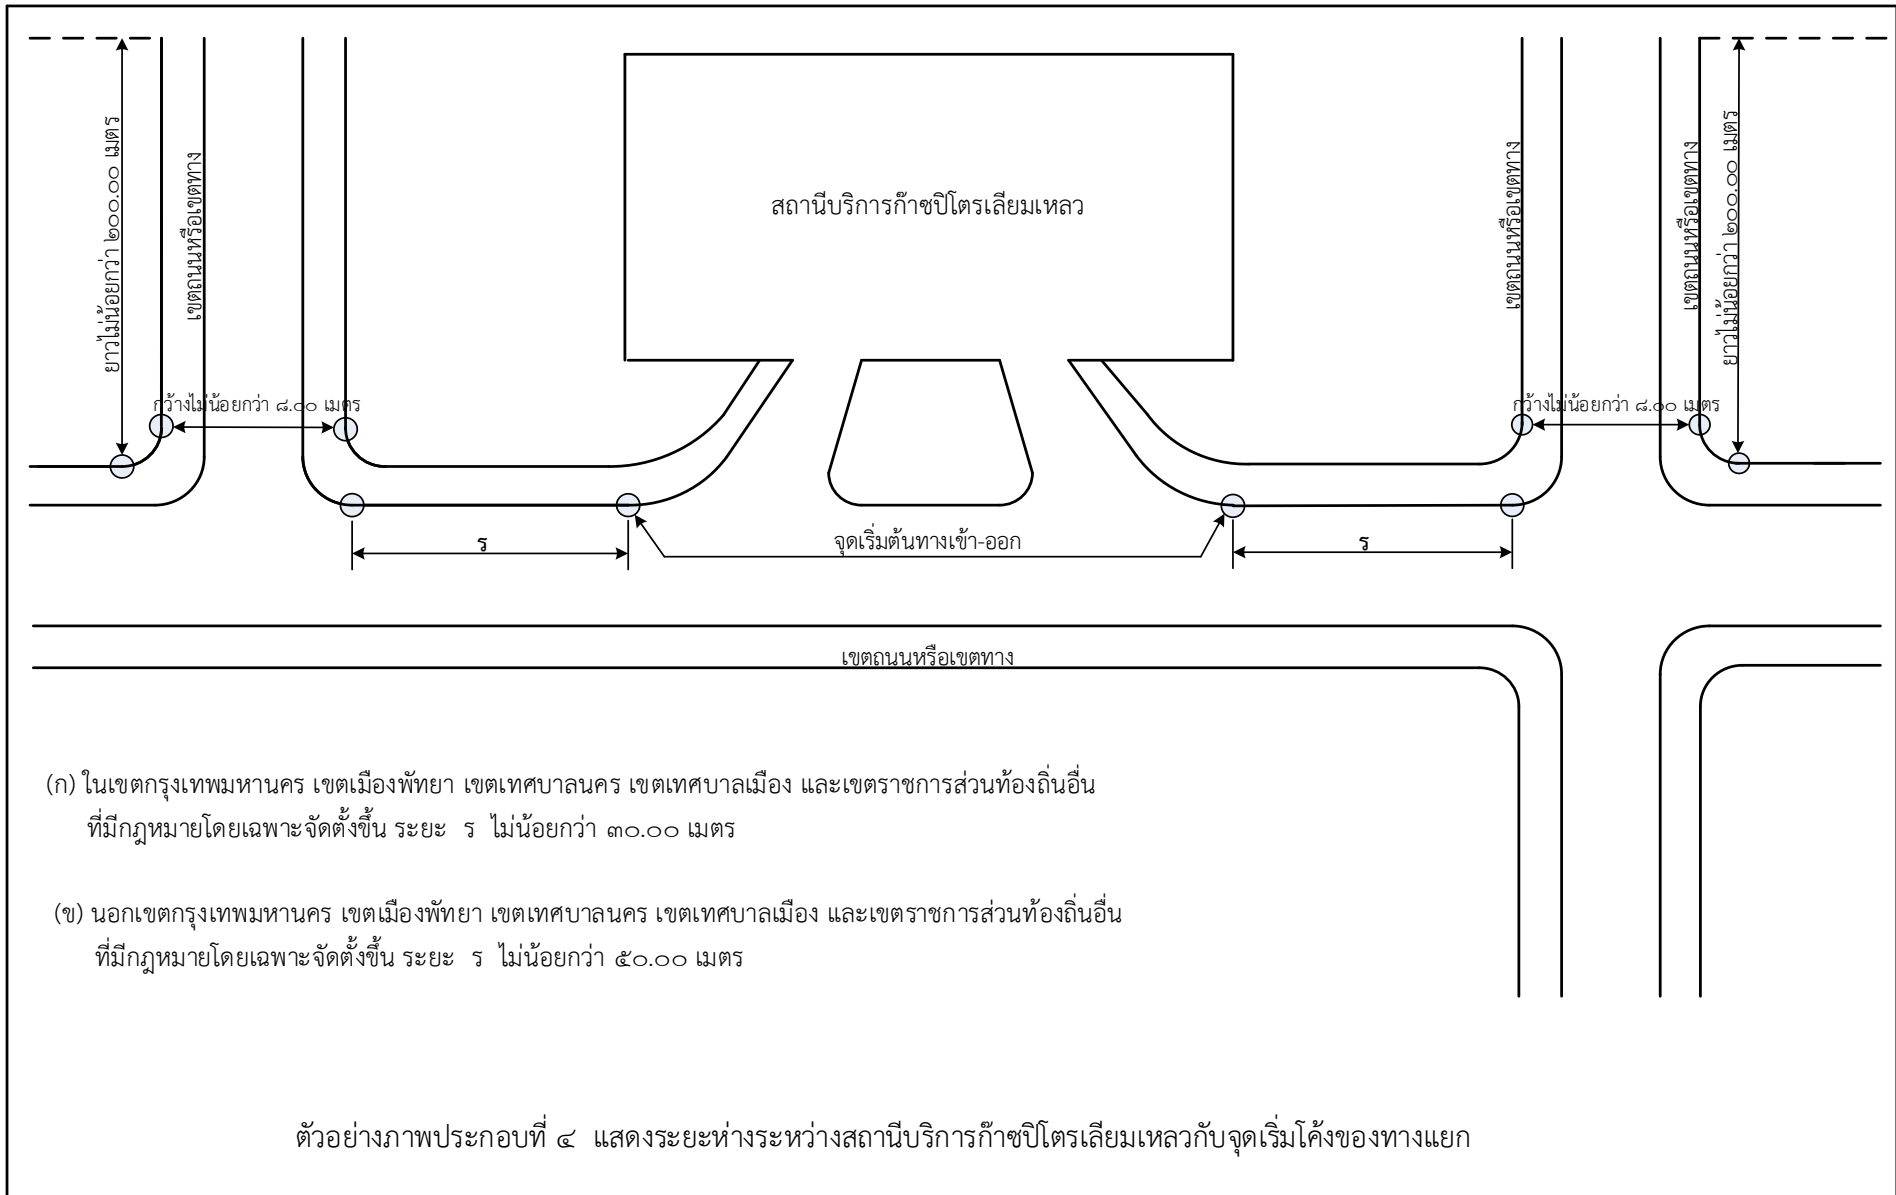 ยาวไม่น้อยกว่า ๒๐๐.๐๐ เมตร
เขตถนนหรือเขตทาง
สถานีบริการก๊าซปิโตรเลียมเหลว
เขตถนนหรือเขตทาง
เขตถนนหรือเขตทาง
ยาวไม่น้อยกว่า ๒๐๐.๐๐ เมตร
กว้างไม่น้อยกว่า ๘.๐๐ เมตร
กว้างไม่น้อยกว่า ๘.๐๐ เมตร
ร
จุดเริ่มต้นทางเข้า-ออก
ร
เขตถนนหรือเขตทาง
(ก) ในเขตกรุงเทพมหานคร เขตเมืองพัทยา เขตเทศบาลนคร เขตเทศบาลเมือง และเขตราชการส่วนท้องถิ่นอื่น
ที่มีกฎหมายโดยเฉพาะจัดตั้งขึ้น ระยะ ร ไม่น้อยกว่า ๓๐.๐๐ เมตร
(ข) นอกเขตกรุงเทพมหานคร เขตเมืองพัทยา เขตเทศบาลนคร เขตเทศบาลเมือง และเขตราชการส่วนท้องถิ่นอื่น
ที่มีกฎหมายโดยเฉพาะจัดตั้งขึ้น ระยะ ร ไม่น้อยกว่า ๕๐.๐๐ เมตร
ตัวอย่างภาพประกอบที่ ๔ แสดงระยะห่างระหว่างสถานีบริการก๊าซปิโตรเลียมเหลวกับจุดเริ่มโค้งของทางแยก